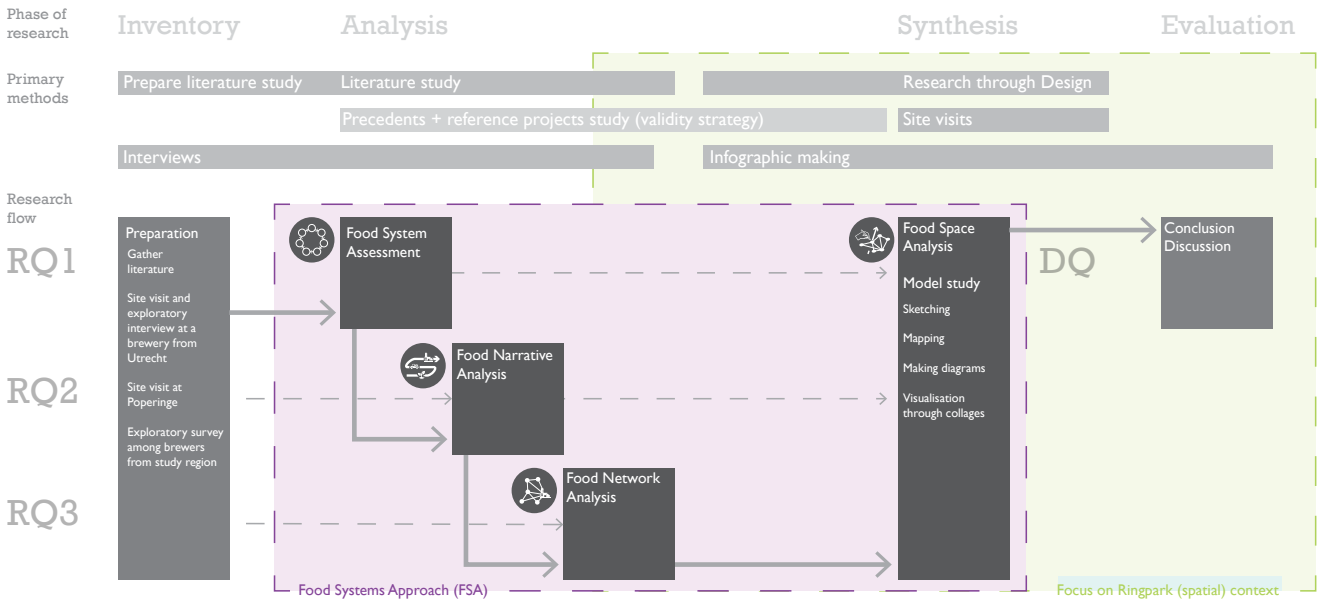 Phase of
research
Inventory
Analysis
Synthesis
Evaluation
Primary
methods
Prepare literature study
Literature study
Research through Design
Precedents + reference projects study (validity strategy)
Site visits
Interviews
Infographic making
Research
flow
RQ1
RQ2
RQ3
Preparation
Gather
literature
Site visit and
exploratory
interview at a
brewery from
Utrecht
Site visit at
Poperinge
Exploratory survey
among brewers
from study region
Food System
Assessment
Food Narrative
Analysis
Food Network
Analysis
Food Space
Analysis
Model study
Sketching
Mapping
Making diagrams
Visualisation
through collages
DQ
Conclusion
Discussion
Food Systems Approach (FSA)
Focus on Ringpark (spatial) context